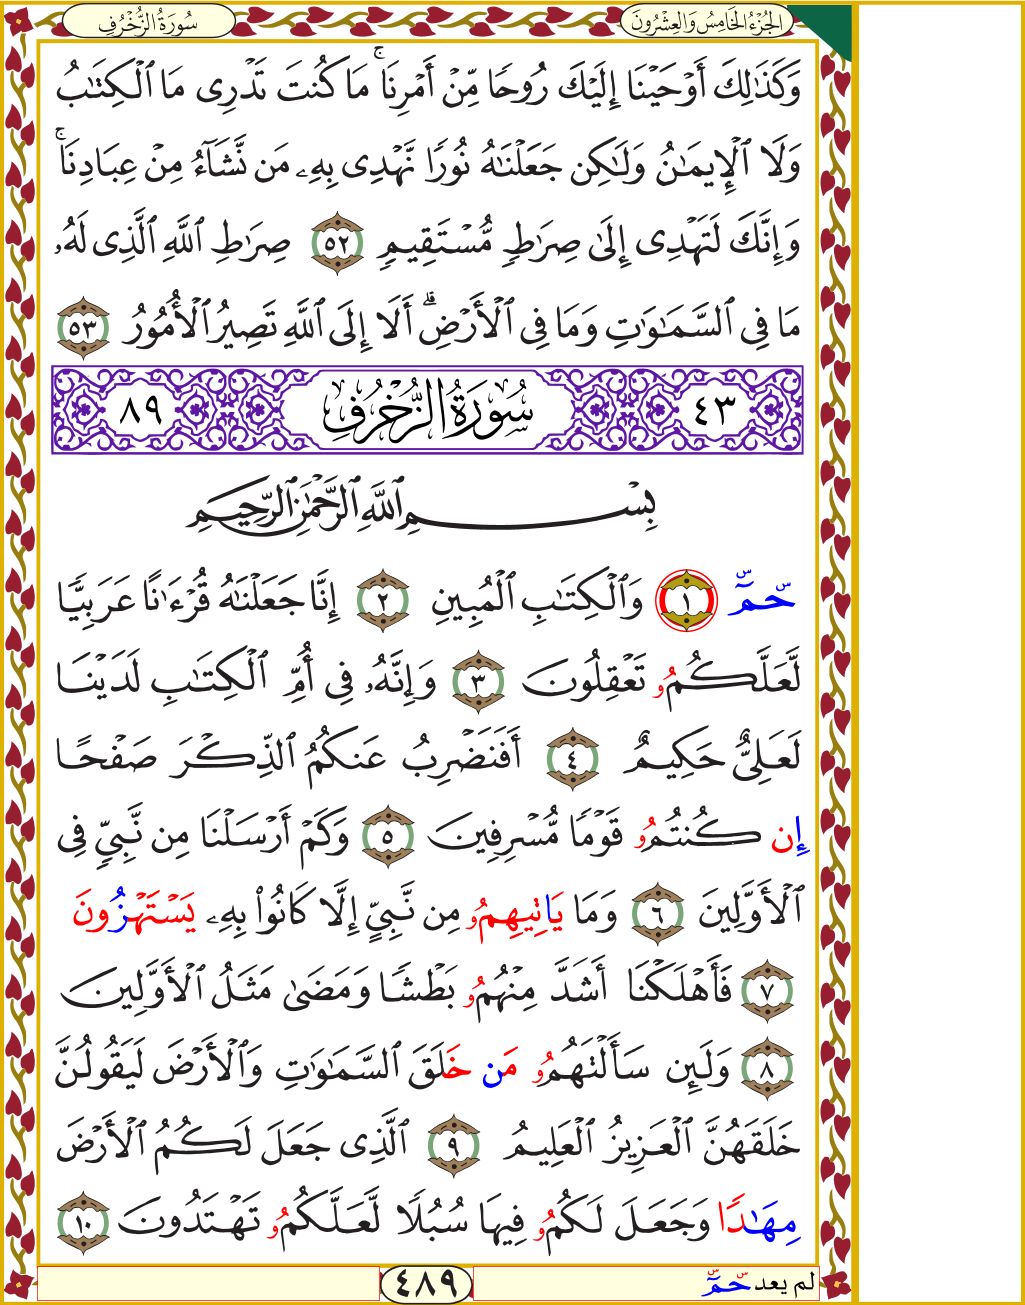 الجُزْءُ الخَامِسُ وَالعِشْرُونَ
سُورَةُ الزُّخْرُفِ
وَكَذَٰلِكَ أَوْحَيْنَا إِلَيْكَ رُوحًا مِّنْ أَمْرِنَا ۚ مَا كُنتَ تَدْرِى مَا ٱلْكِتَٰبُ
وَلَا ٱلْإِيمَٰنُ وَلَٰكِن جَعَلْنَٰهُ نُورًا نَّهْدِى بِهِۦ مَن نَّشَآءُ مِنْ عِبَادِنَا ۚ
وَإِنَّكَ لَتَهْدِى إِلَىٰ صِرَٰطٍ مُّسْتَقِيمٍ ٥٢ صِرَٰطِ ٱللَّهِ ٱلَّذِى لَهُۥ
مَا فِى ٱلسَّمَٰوَٰتِ وَمَا فِى ٱلْأَرْضِ ۗ أَلَا إِلَى ٱللَّهِ تَصِيرُ ٱلْأُمُورُ ٥٣
٤٣ سُورَةُ الزُّخْرُفِ ٨٩
بِسْمِ ٱللَّهِ ٱلرَّحْمَٰنِ ٱلرَّحِيمِ
حٓمٓ ١ وَٱلْكِتَٰبِ ٱلْمُبِينِ ٢ إِنَّا جَعَلْنَٰهُ قُرْءَٰنًا عَرَبِيًّا
لَّعَلَّكُمُۥ تَعْقِلُونَ ٣ وَإِنَّهُۥ فِى أُمِّ ٱلْكِتَٰبِ لَدَيْنَا
لَعَلِىٌّ حَكِيمٌ ٤ أَفَنَضْرِبُ عَنكُمُ ٱلذِّكْرَ صَفْحًا
إِن كُنتُمُۥ قَوْمًا مُّسْرِفِينَ ٥ وَكَمْ أَرْسَلْنَا مِن نَّبِىٍّ فِى
ٱلْأَوَّلِينَ ٦ وَمَا يَاتِيهِمُۥ مِن نَّبِىٍّ إِلَّا كَانُوا۟ بِهِۦ يَسْتَهْزُونَ
٧ فَأَهْلَكْنَا أَشَدَّ مِنْهُمُۥ بَطْشًا وَمَضَىٰ مَثَلُ ٱلْأَوَّلِينَ
٨ وَلَئِن سَأَلْتَهُمُۥ مَن خَلَقَ ٱلسَّمَٰوَٰتِ وَٱلْأَرْضَ لَيَقُولُنَّ
خَلَقَهُنَّ ٱلْعَزِيزُ ٱلْعَلِيمُ ٩ ٱلَّذِى جَعَلَ لَكُمُ ٱلْأَرْضَ
مِهَٰدًا وَجَعَلَ لَكُمُۥ فِيهَا سُبُلًا لَّعَلَّكُمُۥ تَهْتَدُونَ ١٠
لم يعد حٓمٓ
٤٨٩